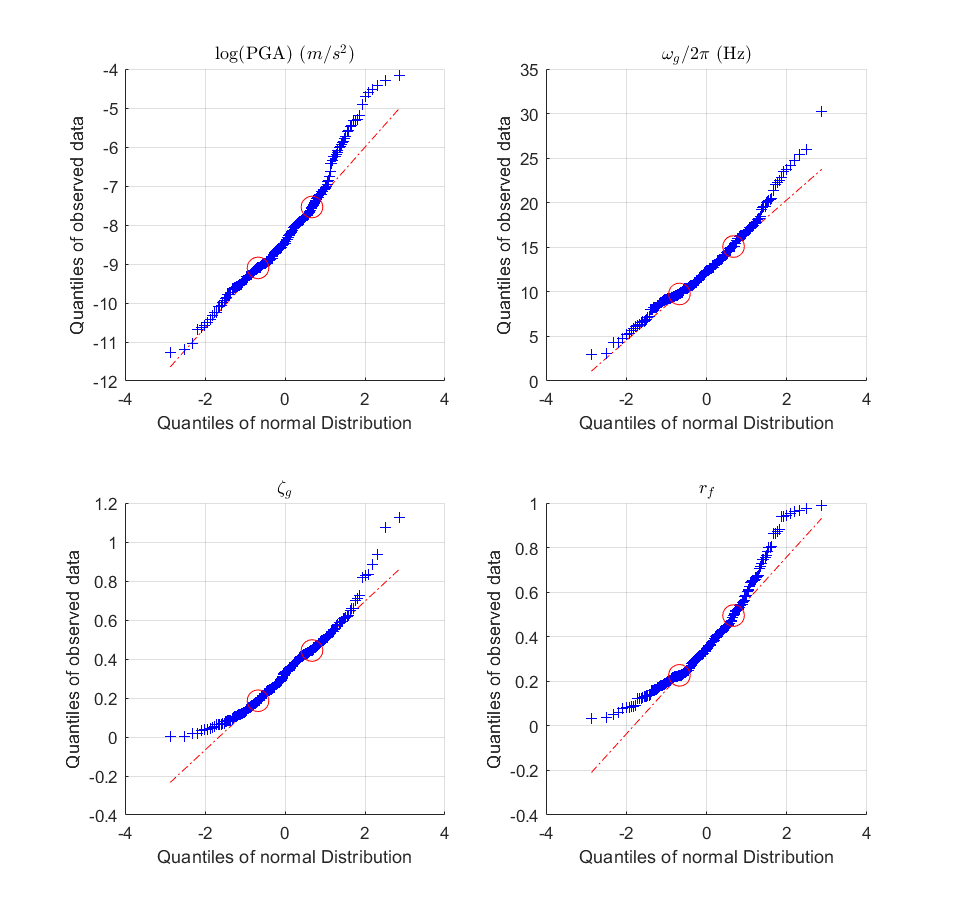 log(PGA) (m/s²)
-4
-5
-6
-7
-8
-9
-10
-11
-12
-4 -2 0 2 4
Quantiles of observed data
Quantiles of normal Distribution
ω_g/2π (Hz)
35
30
25
20
15
10
5
0
-4 -2 0 2 4
Quantiles of observed data
Quantiles of normal Distribution
ζ_g
1.2
1
0.8
0.6
0.4
0.2
0
-0.2
-0.4
-4 -2 0 2 4
Quantiles of observed data
Quantiles of normal Distribution
r_f
1
0.8
0.6
0.4
0.2
0
-0.2
-0.4
-4 -2 0 2 4
Quantiles of observed data
Quantiles of normal Distribution